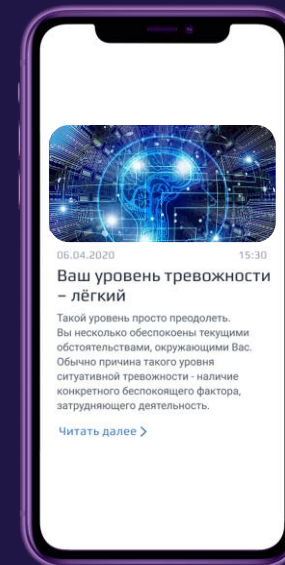 06.04.2020 15:30
Ваш уровень тревожности
– лёгкий
Такой уровень просто преодолеть.
Вы несколько обеспокоены текущими
обстоятельствами, окружающими Вас.
Обычно причина такого уровня
ситуативной тревожности - наличие
конкретного беспокоящего фактора,
затрудняющего деятельность.
Читать далее >